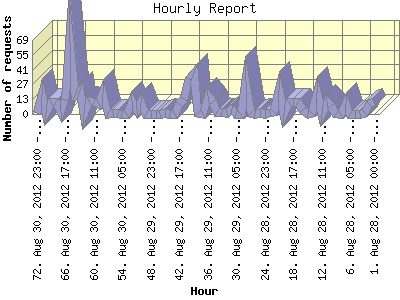 Hourly Report
Number of requests
69
55
41
27
13
0
72. Aug 30, 2012 23:00 -...
66. Aug 30, 2012 17:00 -...
60. Aug 30, 2012 11:00 -...
54. Aug 30, 2012 05:00 -...
48. Aug 29, 2012 23:00 -...
42. Aug 29, 2012 17:00 -...
36. Aug 29, 2012 11:00 -...
30. Aug 29, 2012 05:00 -...
24. Aug 28, 2012 23:00 -...
18. Aug 28, 2012 17:00 -...
12. Aug 28, 2012 11:00 -...
6. Aug 28, 2012 05:00 -...
1. Aug 28, 2012 00:00 -...
Hour